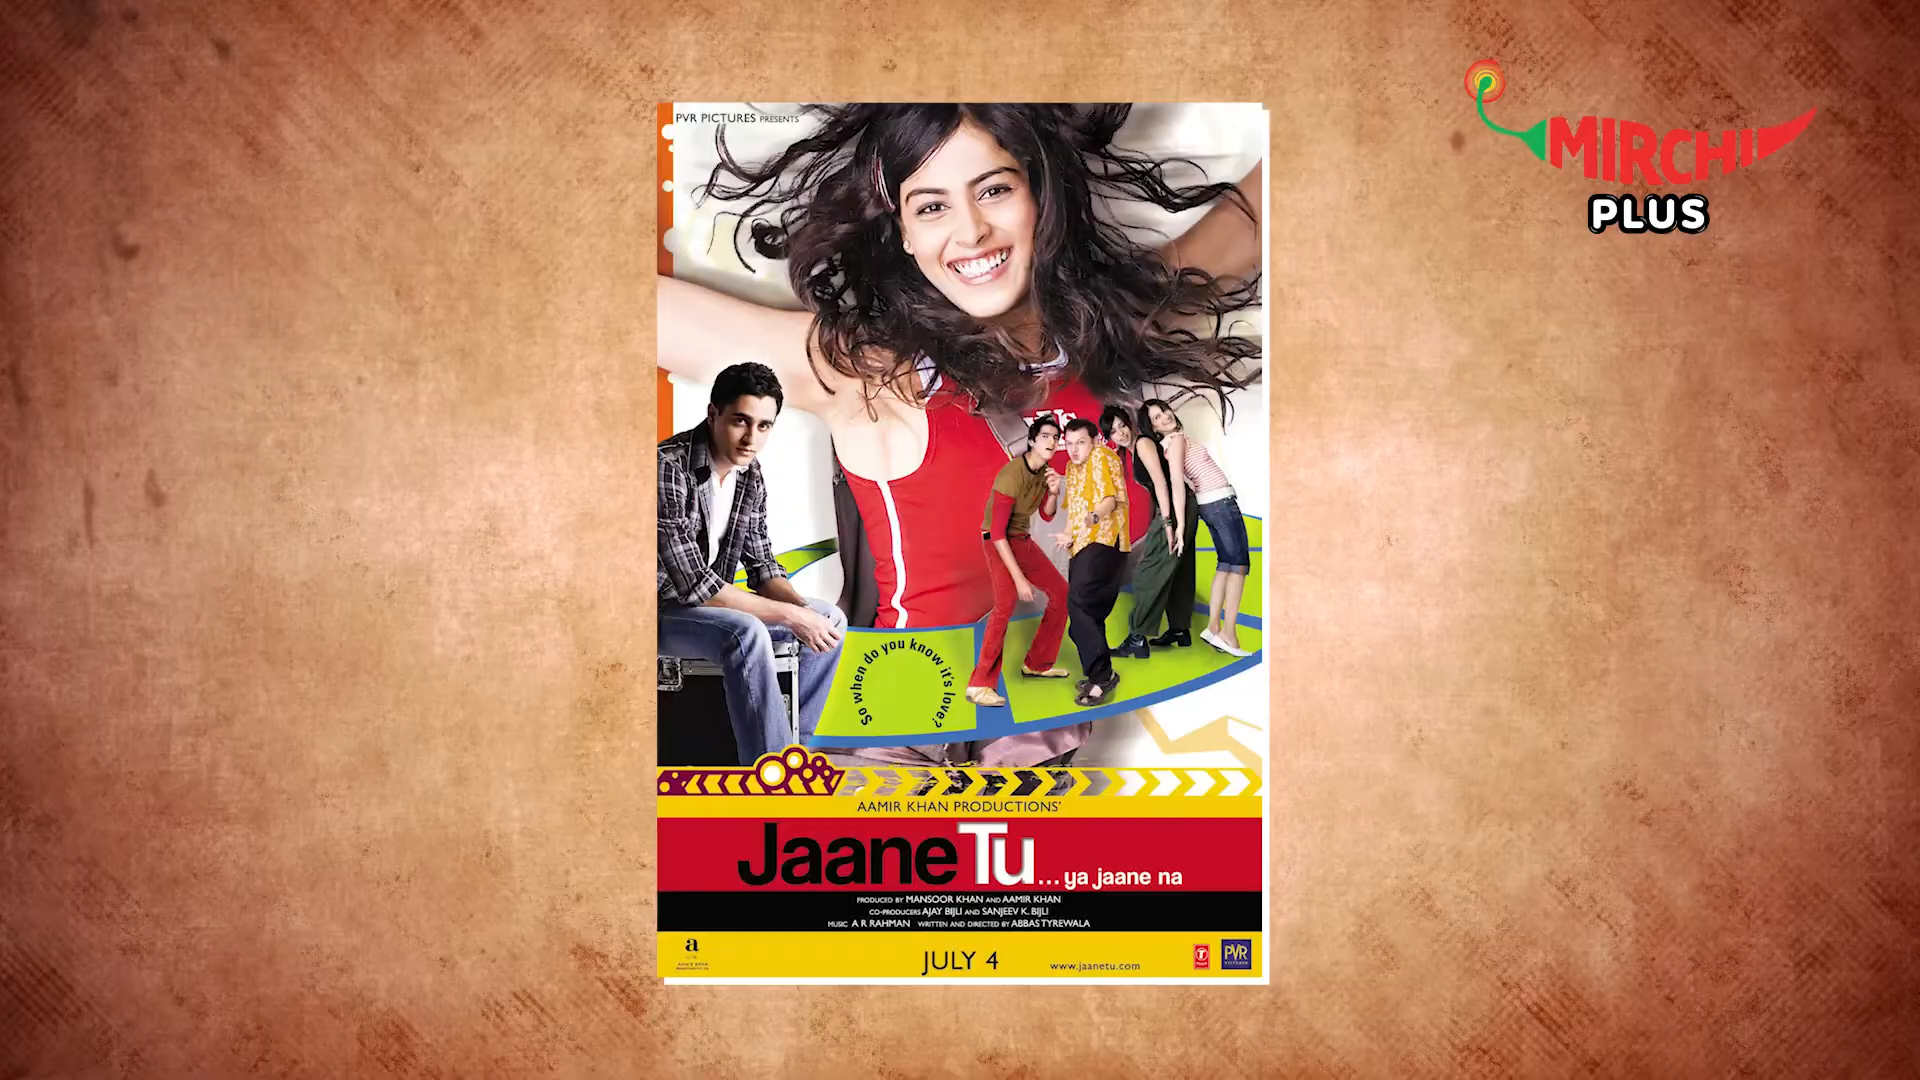 PVR PICTURES PRESENTS
MIRCHI
PLUS
So when do you know it's love?
AAMIR KHAN PRODUCTIONS'
Jaane Tu... ya jaane na
PRODUCED BY MANSOOR KHAN AND AAMIR KHAN
CO-PRODUCERS AJAY BIJLI AND SANJEEV K. BIJLI
MUSIC A R RAHMAN WRITTEN AND DIRECTED BY ABBAS TYREWALA
a
JULY 4
www.jaanetu.com
T
PVR
PICTURES